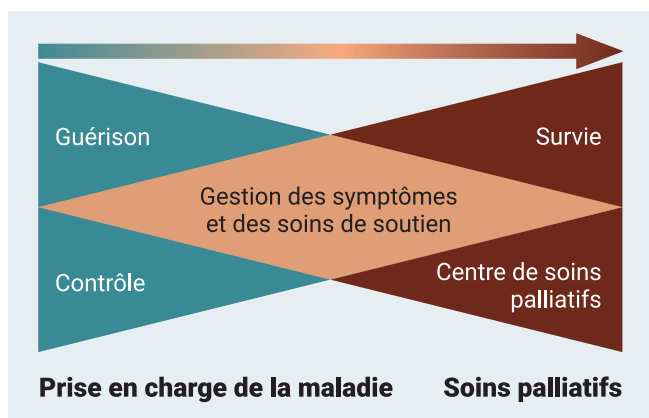 Guérison
Survie
Gestion des symptômes
et des soins de soutien
Contrôle
Centre de soins
palliatifs
Prise en charge de la maladie
Soins palliatifs